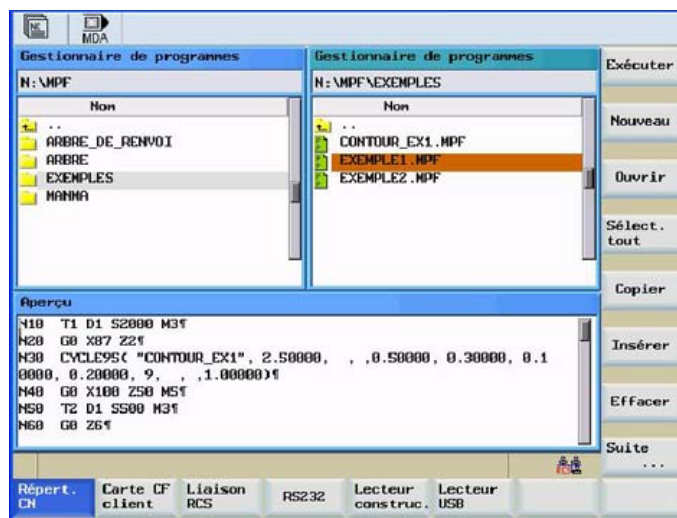 NC
MDA
Gestionnaire de programmes
N:\MPF
Nom
..
ARBRE_DE_RENVOI
ARBRE
EXEMPLES
MANMA
Gestionnaire de programmes
N:\MPF\EXEMPLES
Nom
..
CONTOUR_EX1.MPF
EXEMPLE1.MPF
EXEMPLE2.MPF
Aperçu
N10 T1 D1 S2000 M3¶
N20 G0 X87 Z2¶
N30 CYCLE95( "CONTOUR_EX1", 2.50000, , ,0.50000, 0.30000, 0.1
0000, 0.20000, 9, , ,1.00000)¶
N40 G0 X100 Z50 M5¶
N50 T2 D1 S500 M3¶
N60 G0 Z6¶
Exécuter
Nouveau
Ouvrir
Sélect.
tout
Copier
Insérer
Effacer
Suite
...
Répert.
CN
Carte CF
client
Liaison
RCS
RS232
Lecteur
construc.
Lecteur
USB